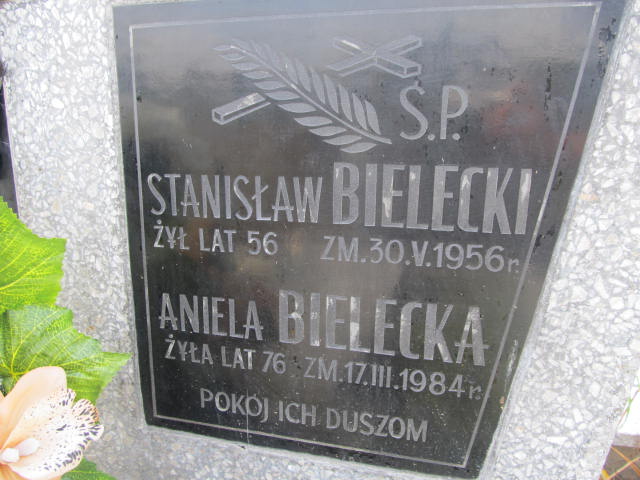 Ś.P.
STANISŁAW BIELECKI
ŻYŁ LAT 56 ZM.30.V.1956r.
ANIELA BIELECKA
ŻYŁA LAT 76 ZM.17.III.1984r.
POKÓJ ICH DUSZOM